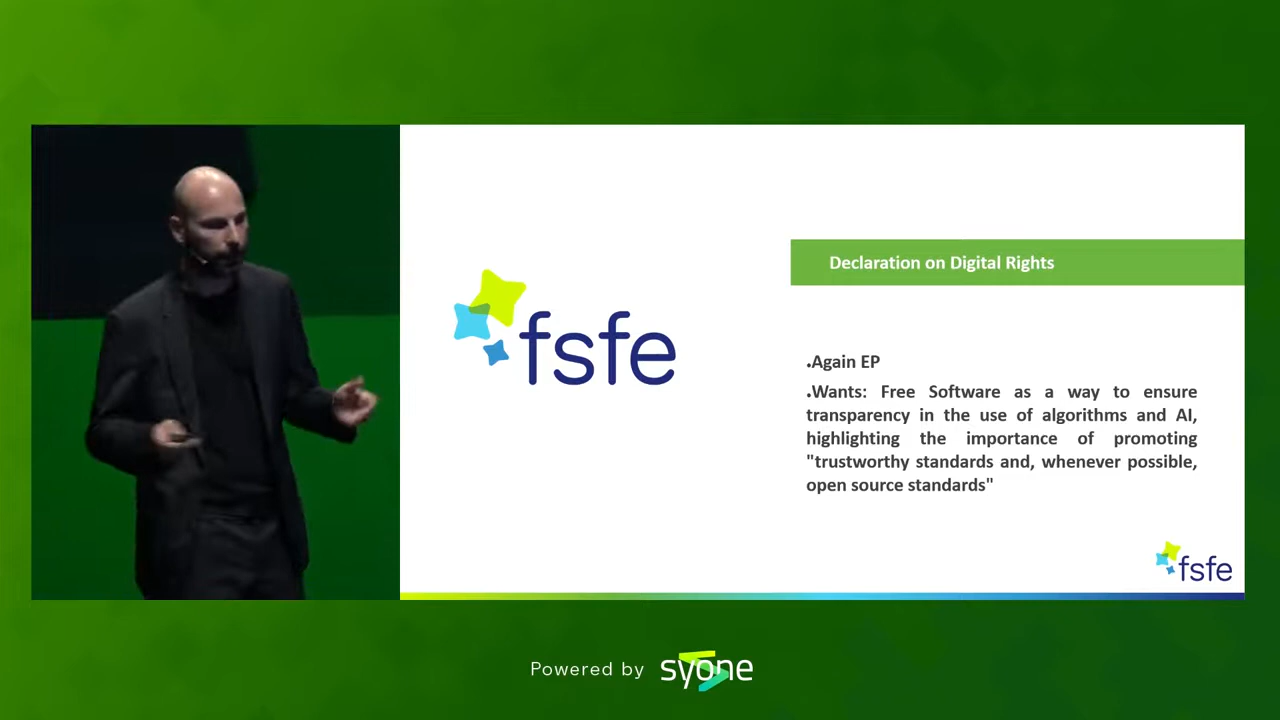 Declaration on Digital Rights
fsfe
.Again EP
.Wants: Free Software as a way to ensure
transparency in the use of algorithms and AI,
highlighting the importance of promoting
"trustworthy standards and, whenever possible,
open source standards"
fsfe
Powered by syone